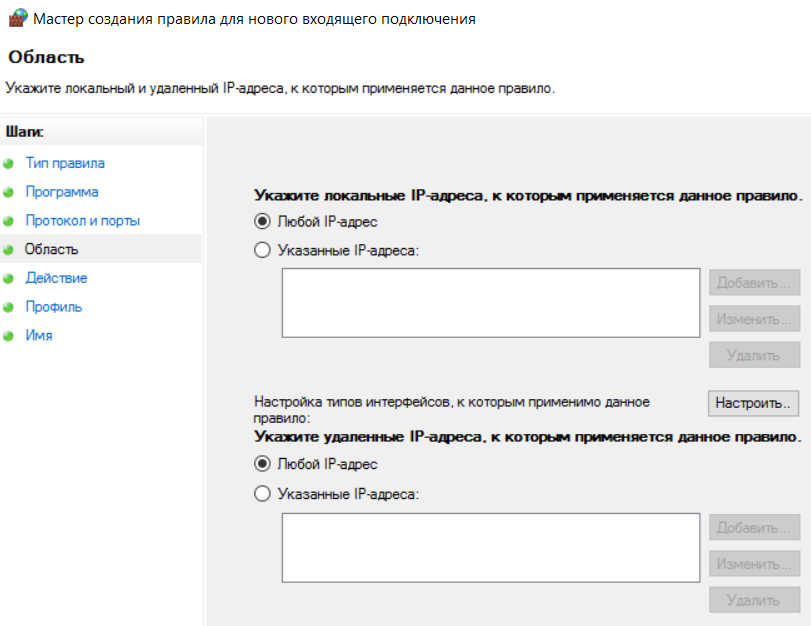 Мастер создания правила для нового входящего подключения
Область
Укажите локальный и удаленный IP-адреса, к которым применяется данное правило.
Шаги:
Тип правила
Программа
Протокол и порты
Область
Действие
Профиль
Имя
Укажите локальные IP-адреса, к которым применяется данное правило.
Любой IP-адрес
Указанные IP-адреса:
Добавить...
Изменить...
Удалить
Настройка типов интерфейсов, к которым применимо данное
правило:
Настроить..
Укажите удаленные IP-адреса, к которым применяется данное правило.
Любой IP-адрес
Указанные IP-адреса:
Добавить...
Изменить...
Удалить